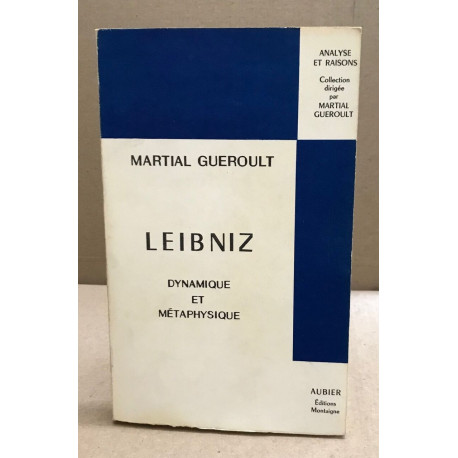 ANALYSE
ET RAISONS
Collection
dirigée
par
MARTIAL
GUEROULT
MARTIAL GUEROULT
LEIBNIZ
DYNAMIQUE
ET
MÉTAPHYSIQUE
AUBIER
Éditions
Montaigne